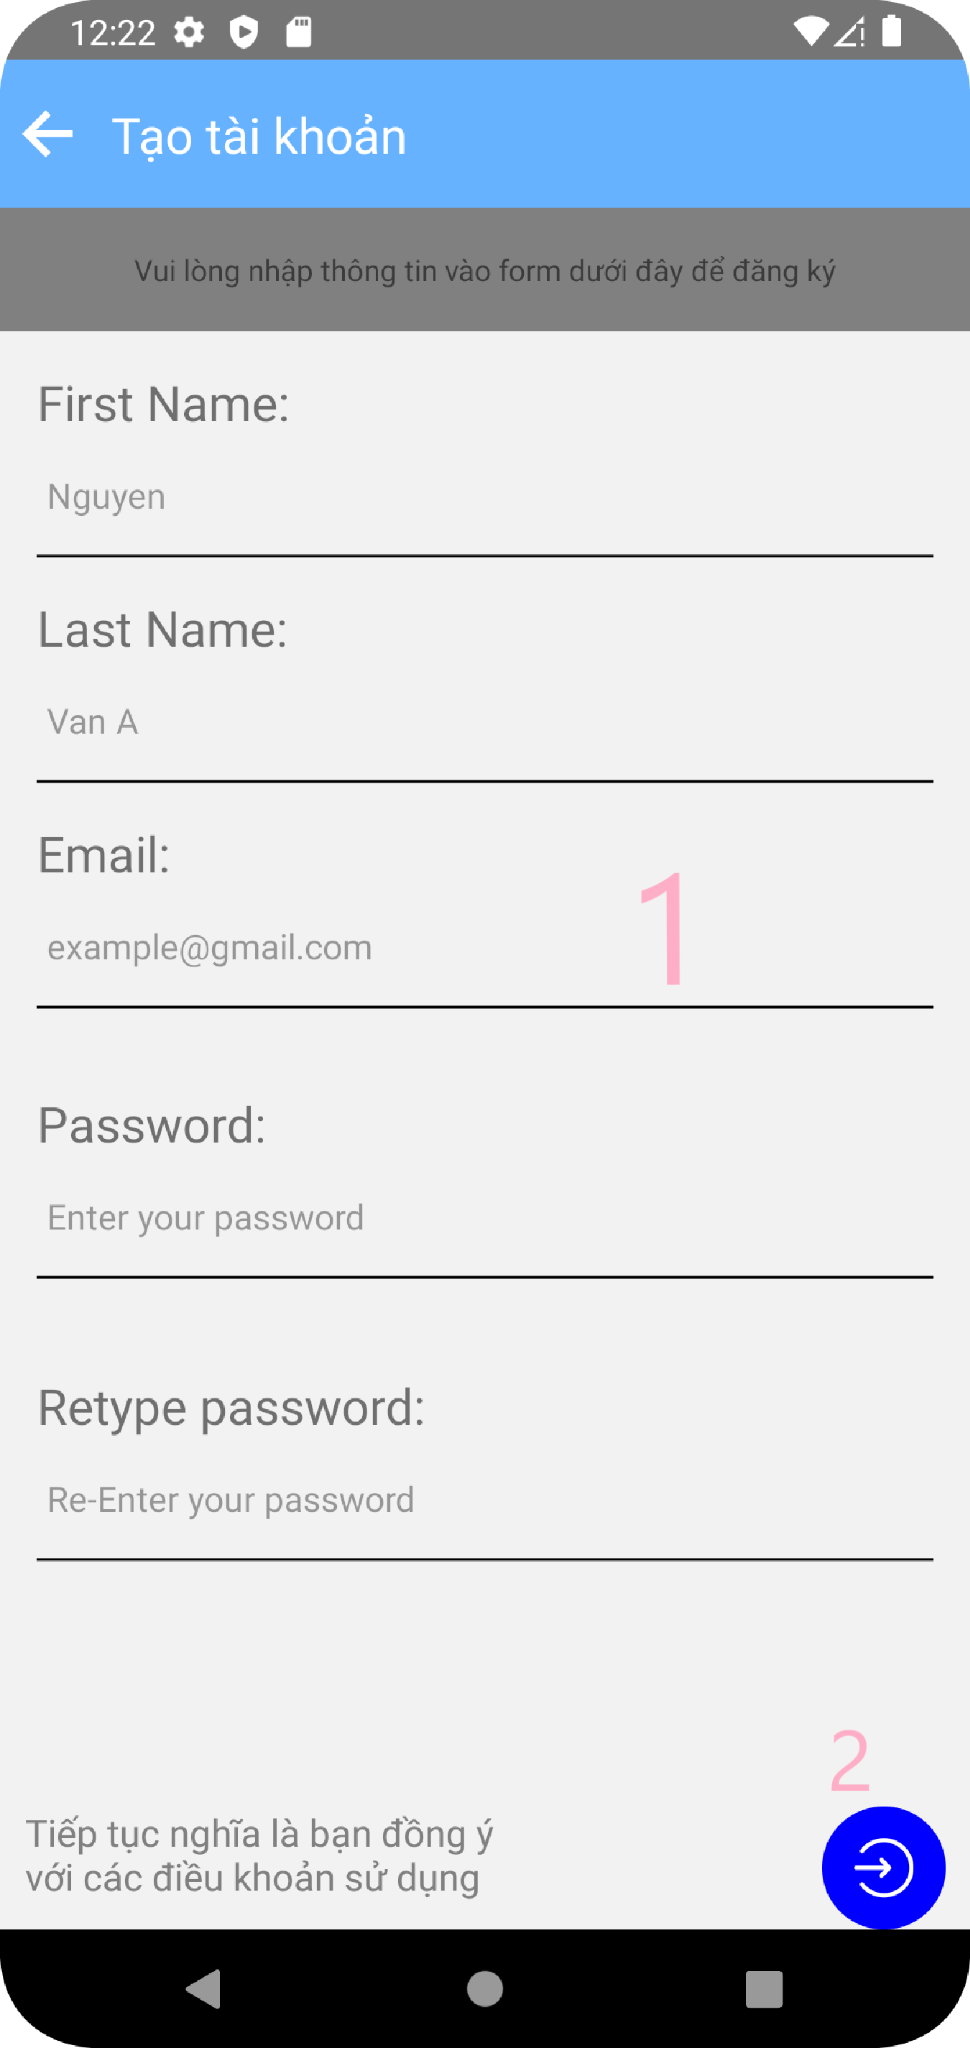 12:22
Tạo tài khoản
Vui lòng nhập thông tin vào form dưới đây để đăng ký
First Name:
Nguyen
Last Name:
Van A
Email:
1
example@gmail.com
Password:
Enter your password
Retype password:
Re-Enter your password
2
Tiếp tục nghĩa là bạn đồng ý
với các điều khoản sử dụng